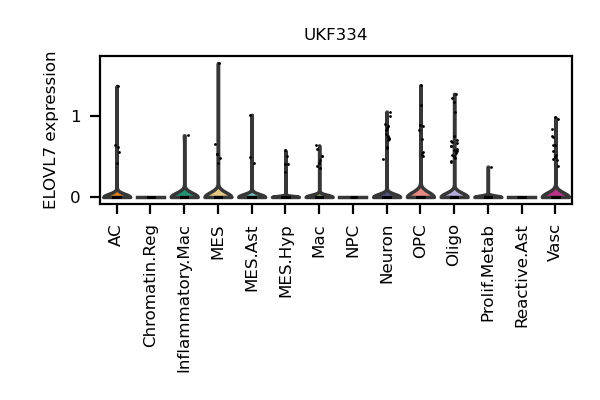 UKF334
ELOVL7 expression
1
0
AC
Chromatin.Reg
Inflammatory.Mac
MES
MES.Ast
MES.Hyp
Mac
NPC
Neuron
OPC
Oligo
Prolif.Metab
Reactive.Ast
Vasc